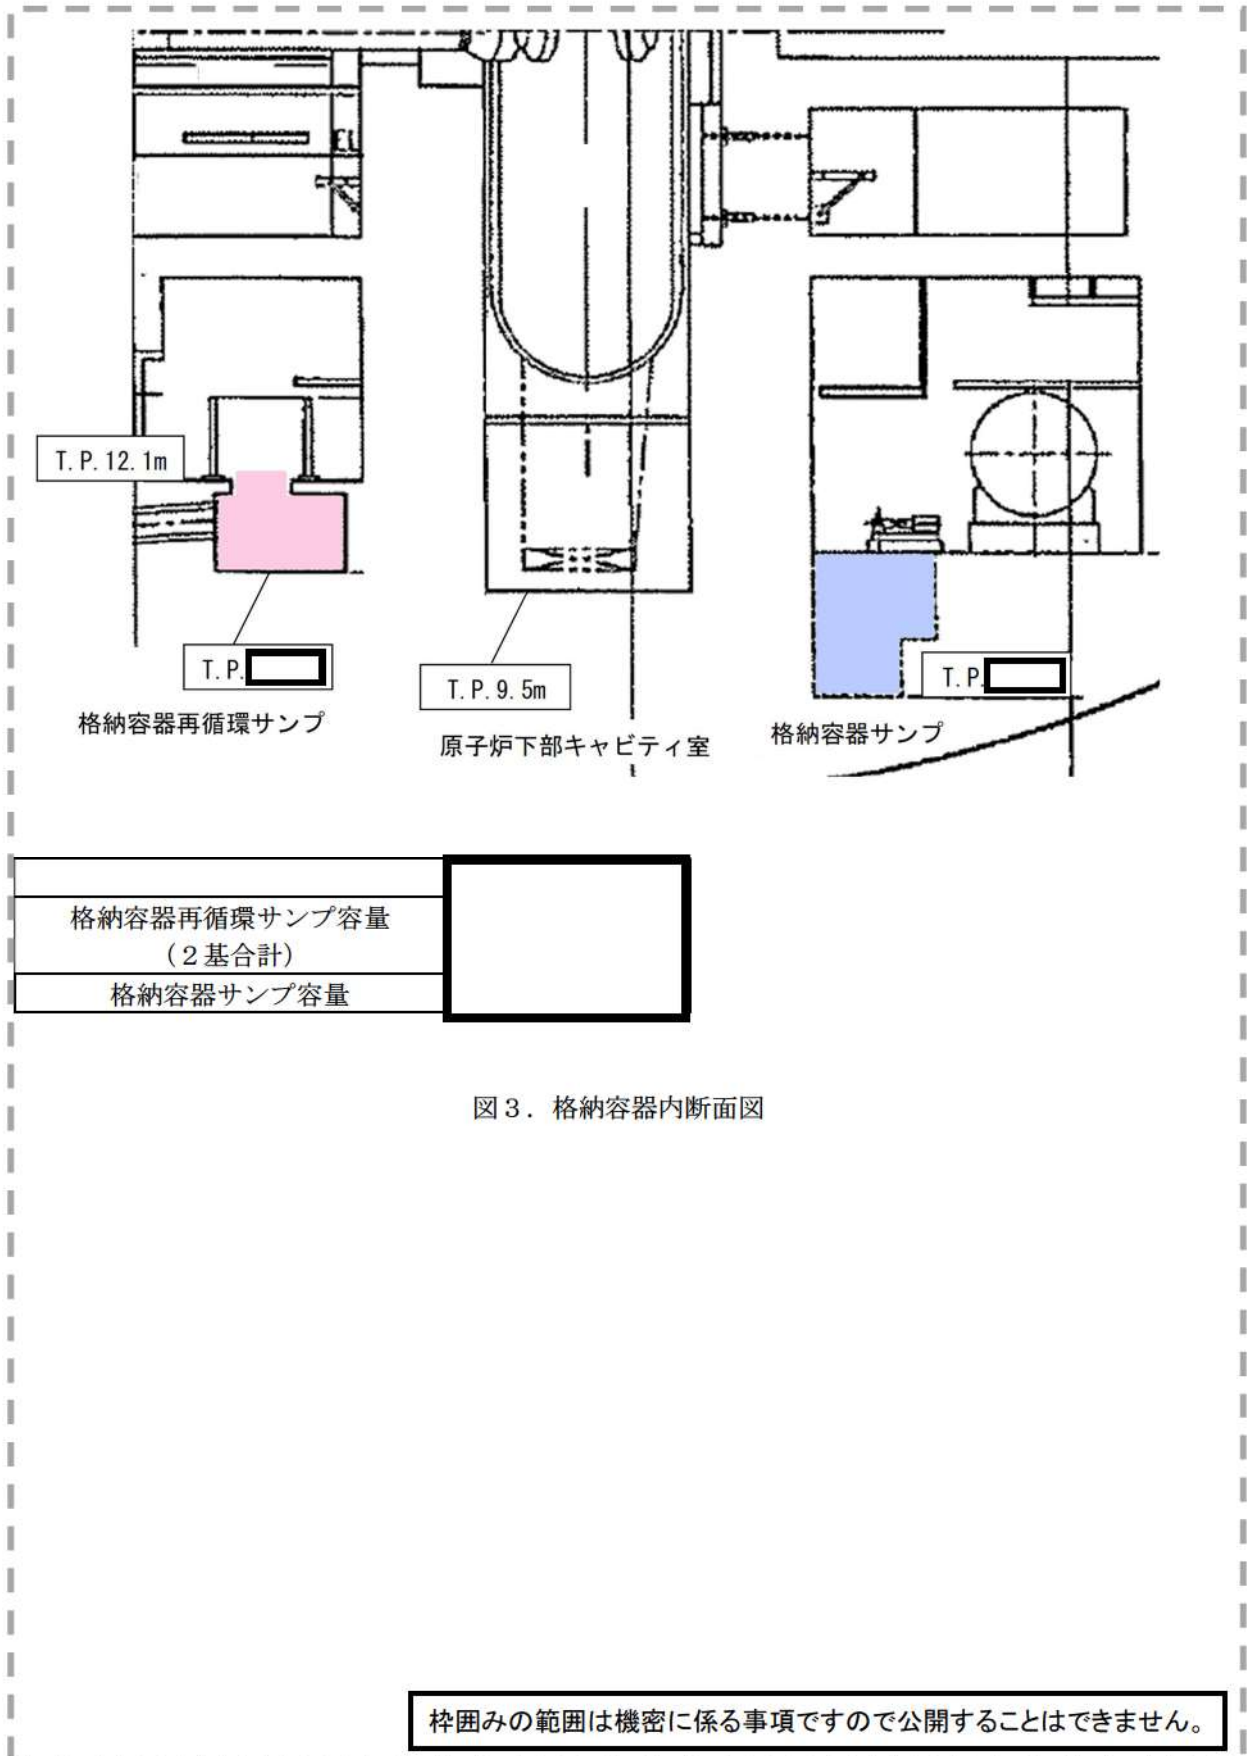 T.P.12.1m
T.P.
T.P.9.5m
T.P.
格納容器再循環サンプ
原子炉下部キャビティ室
格納容器サンプ
格納容器再循環サンプ容量
（２基合計）
格納容器サンプ容量
図３．格納容器内断面図
枠囲みの範囲は機密に係る事項ですので公開することはできません。